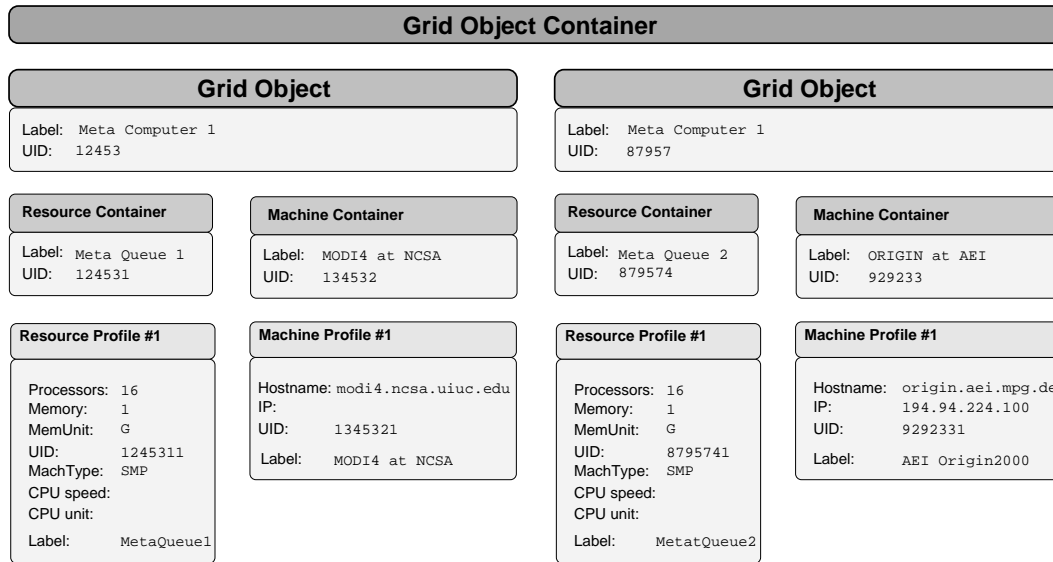 Grid Object Container
Grid Object
Label: Meta Computer 1
UID: 12453
Resource Container
Label: Meta Queue 1
UID: 124531
Machine Container
Label: MODI4 at NCSA
UID: 134532
Resource Profile #1
Processors: 16
Memory: 1
MemUnit: G
UID: 1245311
MachType: SMP
CPU speed:
CPU unit:
Label: MetaQueue1
Machine Profile #1
Hostname: modi4.ncsa.uiuc.edu
IP:
UID: 1345321
Label: MODI4 at NCSA
Grid Object
Label: Meta Computer 1
UID: 87957
Resource Container
Label: Meta Queue 2
UID: 879574
Machine Container
Label: ORIGIN at AEI
UID: 929233
Resource Profile #1
Processors: 16
Memory: 1
MemUnit: G
UID: 8795741
MachType: SMP
CPU speed:
CPU unit:
Label: MetatQueue2
Machine Profile #1
Hostname: origin.aei.mpg.de
IP: 194.94.224.100
UID: 9292331
Label: AEI Origin2000